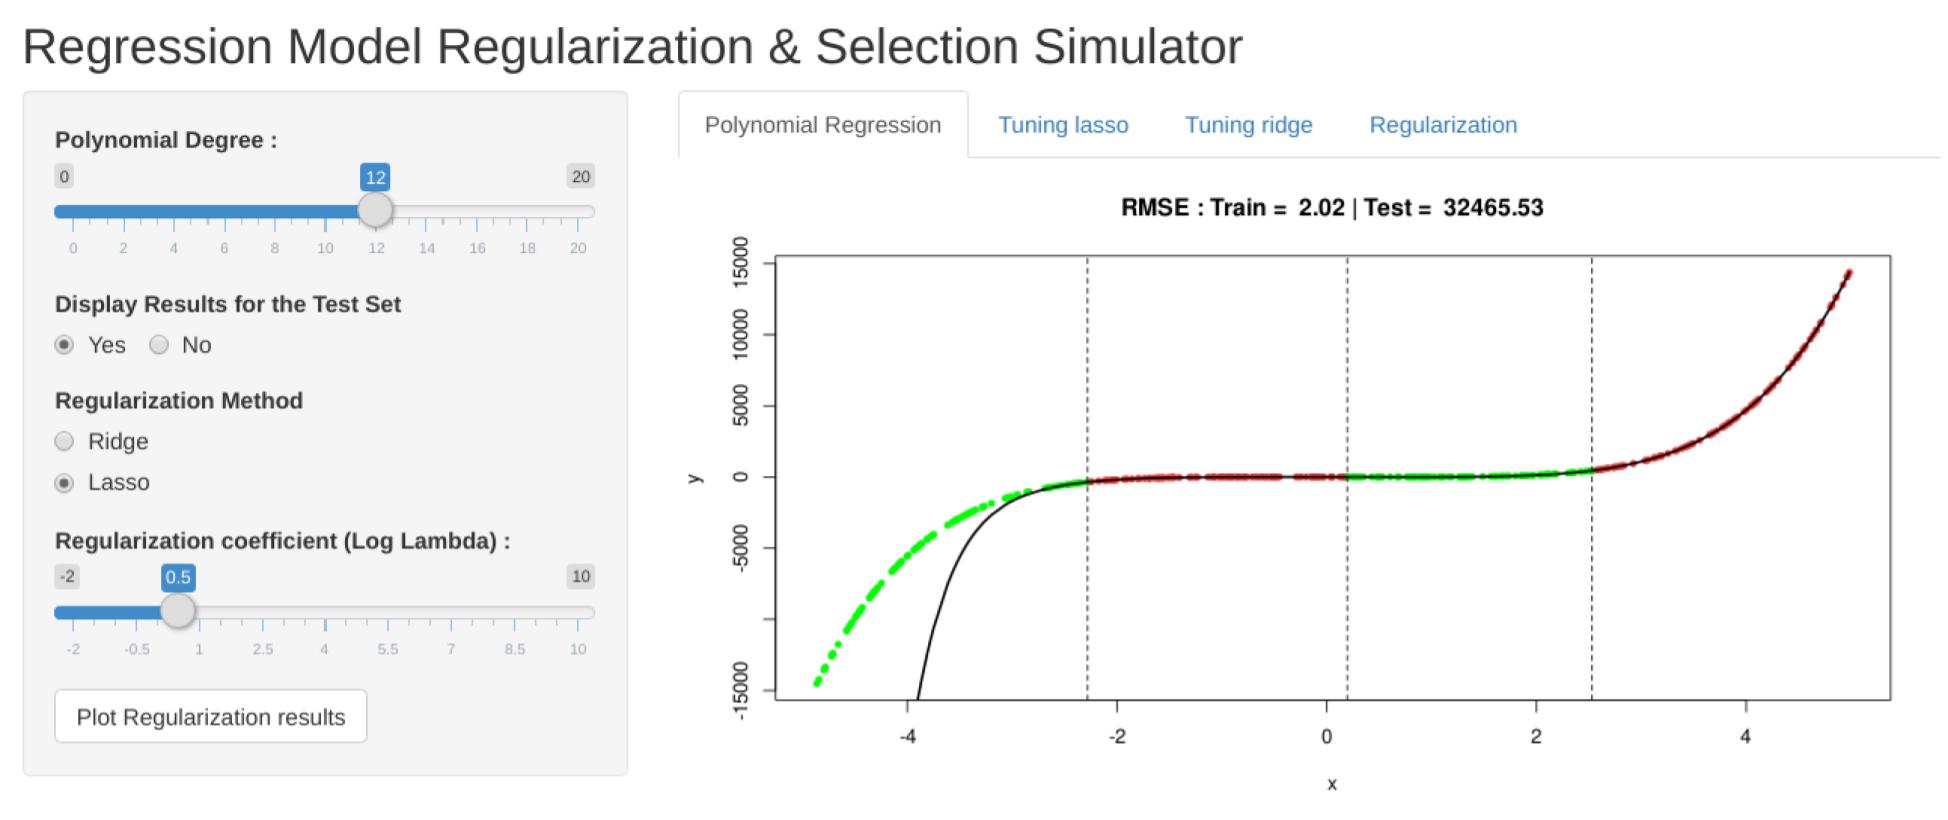 Regression Model Regularization & Selection Simulator
Polynomial Degree :
0 12 20
0 2 4 6 8 10 12 14 16 18 20
Display Results for the Test Set
Yes No
Regularization Method
Ridge
Lasso
Regularization coefficient (Log Lambda) :
-2 0.5 10
-2 -0.5 1 2.5 4 5.5 7 8.5 10
Plot Regularization results
Polynomial Regression Tuning lasso Tuning ridge Regularization
RMSE : Train = 2.02 | Test = 32465.53
15000
10000
5000
0
-5000
-15000
y
-4 -2 0 2 4
x